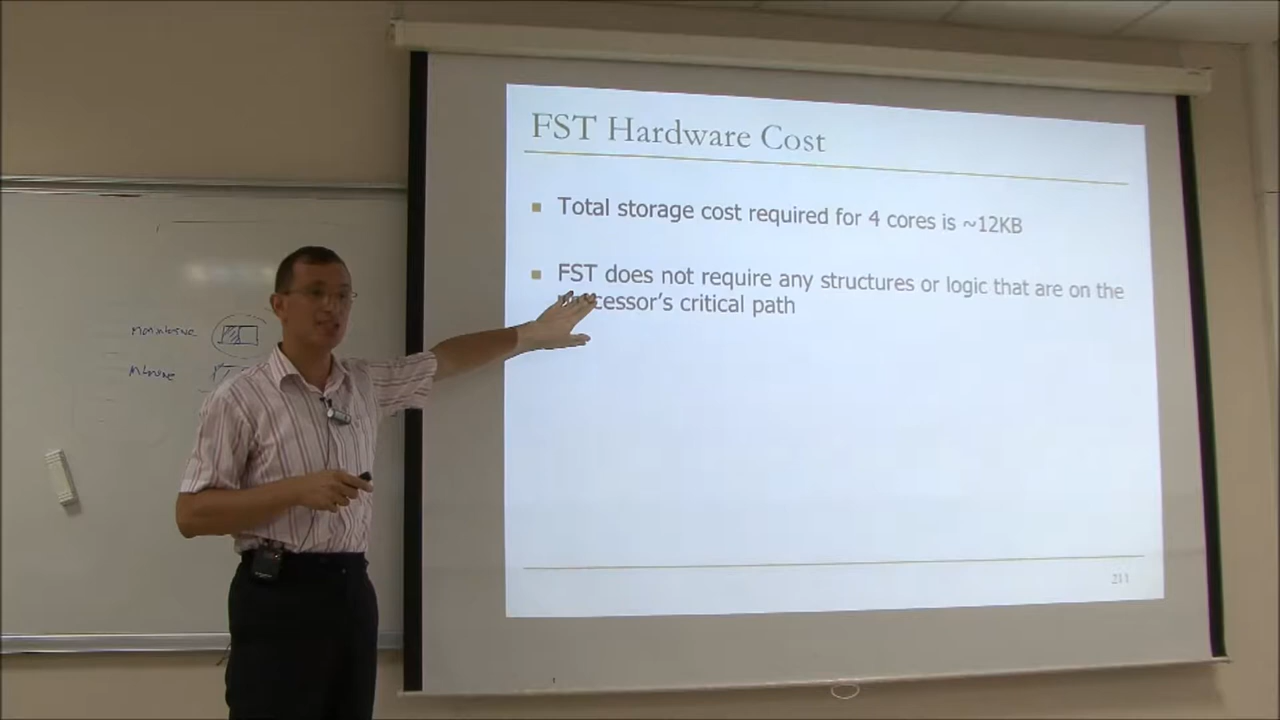 FST Hardware Cost
Total storage cost required for 4 cores is ~12KB
FST does not require any structures or logic that are on the
processor's critical path
211